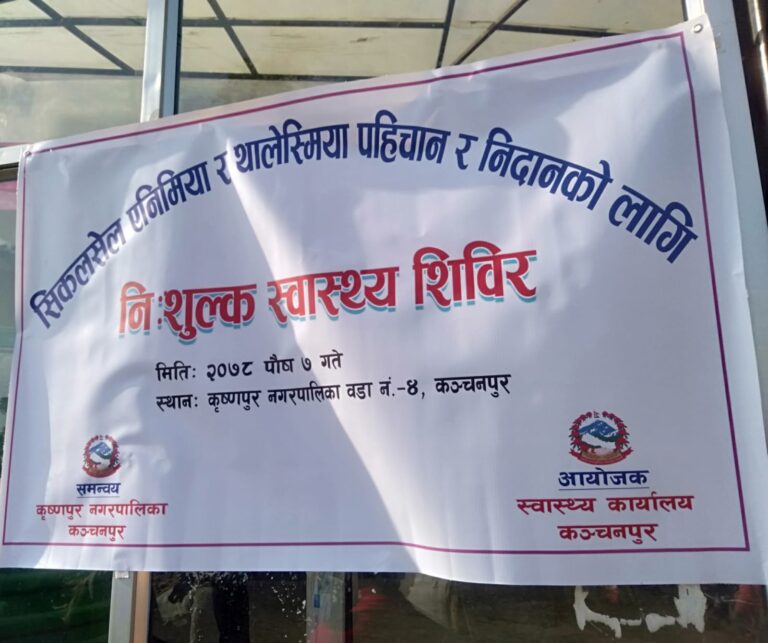 सिकलसेल एनिमिया र थालेस्मिया पहिचान र निदानको लागि
निःशुल्क स्वास्थ्य शिविर
मितिः २०७८ पौष ७ गते
स्थानः कृष्णपुर नगरपालिका वडा नं.-४, कञ्चनपुर
समन्वय
कृष्णपुर नगरपालिका
कञ्चनपुर
आयोजक
स्वास्थ्य कार्यालय
कञ्चनपुर